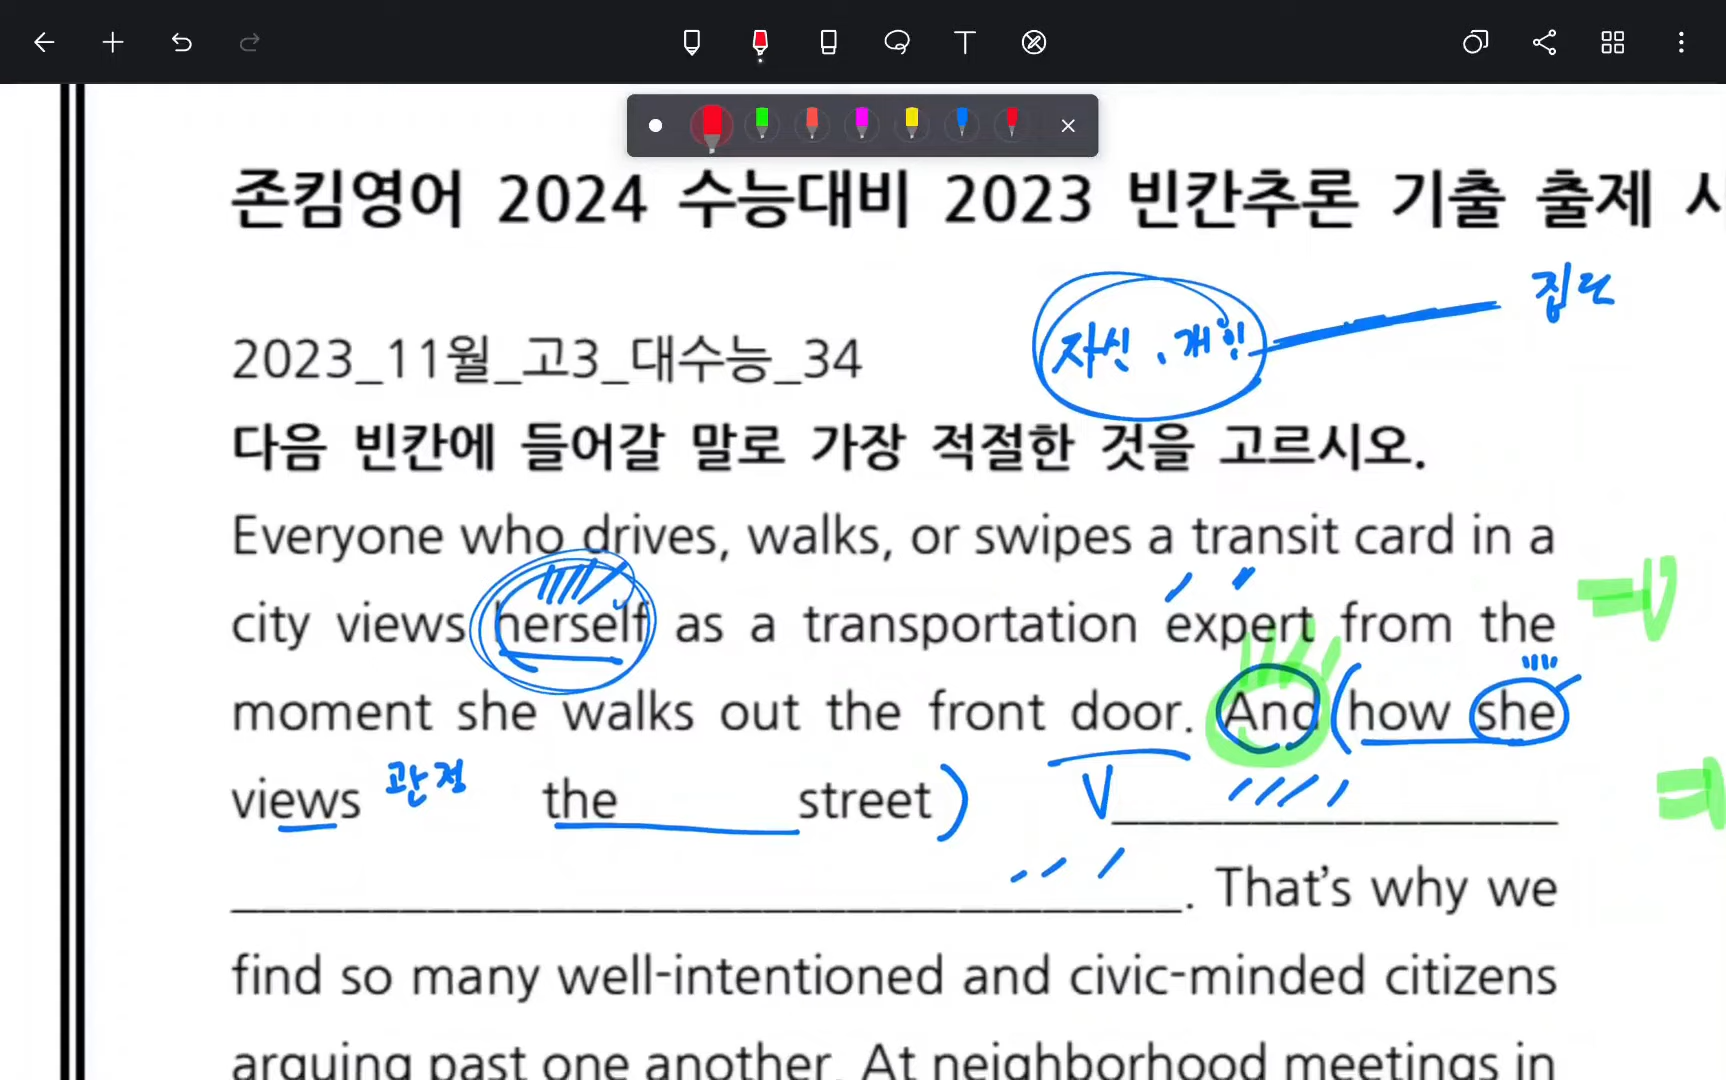 존킴영어 2024 수능대비 2023 빈칸추론 기출 출제
집단
자신, 개인
2023_11월_고3_대수능_34
다음 빈칸에 들어갈 말로 가장 적절한 것을 고르시오.
Everyone who drives, walks, or swipes a transit card in a
city views herself as a transportation expert from the
moment she walks out the front door. And (how she
views 관점 the street) V________________
__________________________________. That's why we
find so many well-intentioned and civic-minded citizens
arguing past one another. At neighborhood meetings in